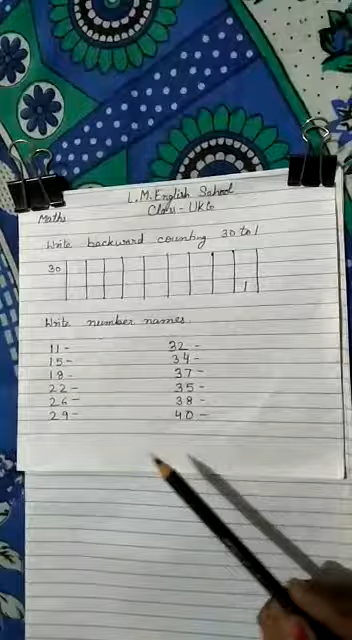 L.M. English School
Maths
Class - UKG
Write backward counting 30 to 1
30
1
Write number names.
11 -
15 -
18 -
22 -
26 -
29 -
32 -
34 -
37 -
35 -
38 -
40 -